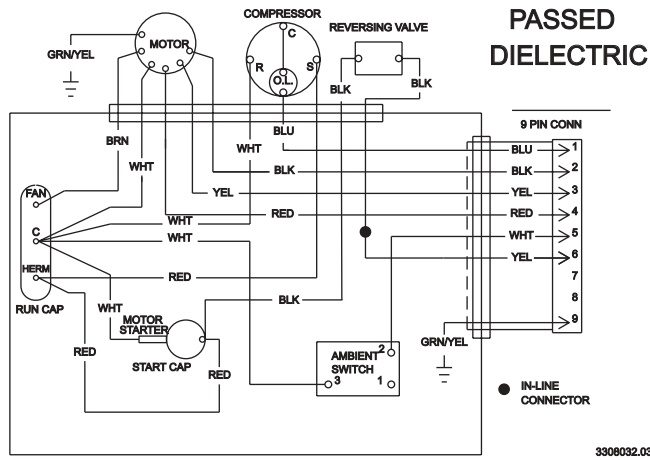 COMPRESSOR
PASSED
DIELECTRIC
REVERSING VALVE
C
MOTOR
GRN/YEL
R
S
O.L.
BLK
BLK
BLU
9 PIN CONN
BRN
WHT
WHT
BLU
1
BLK
BLK
2
FAN
YEL
YEL
3
RED
RED
4
WHT
C
WHT
WHT
5
YEL
6
HERM
RED
7
RUN CAP
WHT
BLK
8
MOTOR
STARTER
9
GRN/YEL
RED
START CAP
RED
AMBIENT
SWITCH
2
3
1
IN-LINE
CONNECTOR
3308032.03